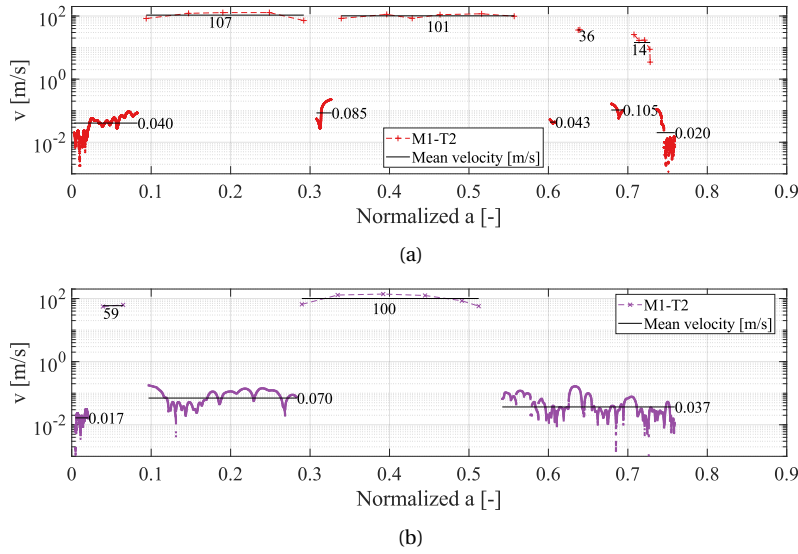 10^2
10^0
10^-2
v [m/s]
107
101
36
14
0.040
0.085
0.043
0.105
0.020
M1-T2
Mean velocity [m/s]
0 0.1 0.2 0.3 0.4 0.5 0.6 0.7 0.8 0.9
Normalized a [-]
(a)
10^2
10^0
10^-2
v [m/s]
59
100
0.017
0.070
0.037
M1-T2
Mean velocity [m/s]
0 0.1 0.2 0.3 0.4 0.5 0.6 0.7 0.8 0.9
Normalized a [-]
(b)